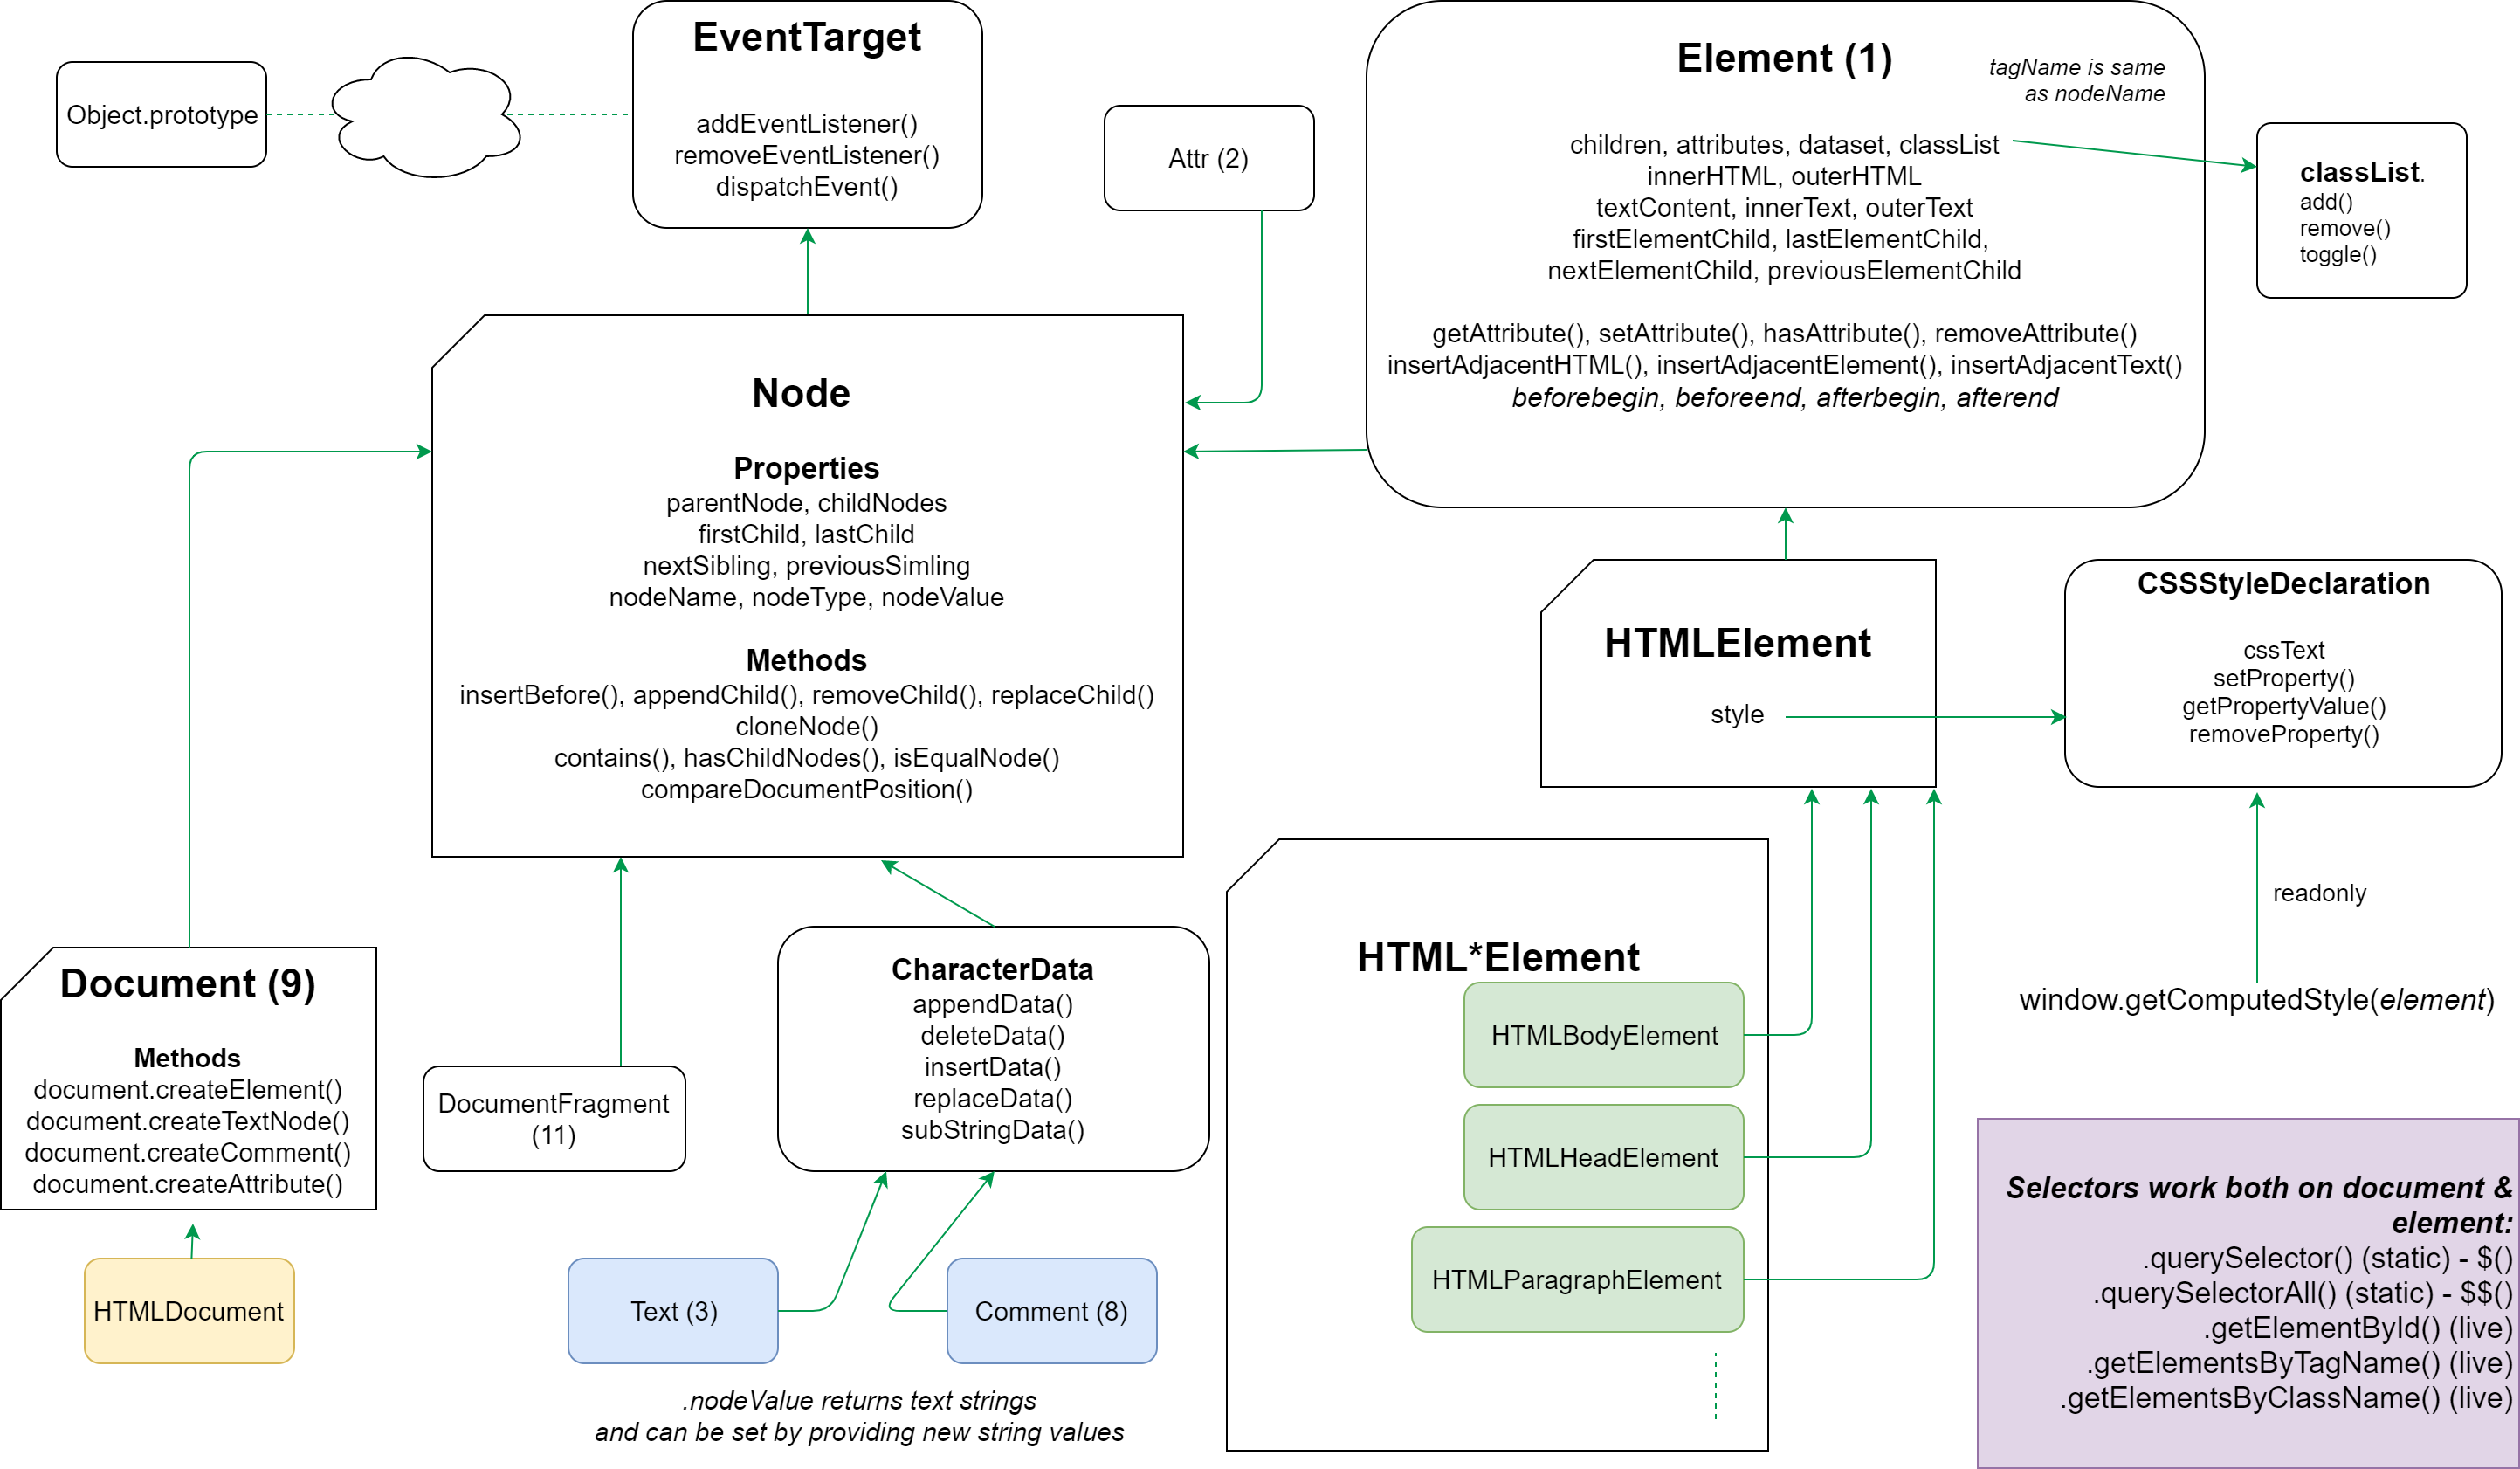 Object.prototype
EventTarget
addEventListener()
removeEventListener()
dispatchEvent()
Attr (2)
Element (1)
tagName is same
as nodeName
children, attributes, dataset, classList
innerHTML, outerHTML
textContent, innerText, outerText
firstElementChild, lastElementChild,
nextElementChild, previousElementChild
getAttribute(), setAttribute(), hasAttribute(), removeAttribute()
insertAdjacentHTML(), insertAdjacentElement(), insertAdjacentText()
beforebegin, beforeend, afterbegin, afterend
classList.
add()
remove()
toggle()
Node
Properties
parentNode, childNodes
firstChild, lastChild
nextSibling, previousSimling
nodeName, nodeType, nodeValue
Methods
insertBefore(), appendChild(), removeChild(), replaceChild()
cloneNode()
contains(), hasChildNodes(), isEqualNode()
compareDocumentPosition()
HTMLElement
style
CSSStyleDeclaration
cssText
setProperty()
getPropertyValue()
removeProperty()
readonly
window.getComputedStyle(element)
Document (9)
Methods
document.createElement()
document.createTextNode()
document.createComment()
document.createAttribute()
HTMLDocument
DocumentFragment
(11)
CharacterData
appendData()
deleteData()
insertData()
replaceData()
subStringData()
Text (3)
Comment (8)
.nodeValue returns text strings
and can be set by providing new string values
HTML*Element
HTMLBodyElement
HTMLHeadElement
HTMLParagraphElement
Selectors work both on document &
element:
.querySelector() (static) - $()
.querySelectorAll() (static) - $$()
.getElementById() (live)
.getElementsByTagName() (live)
.getElementsByClassName() (live)